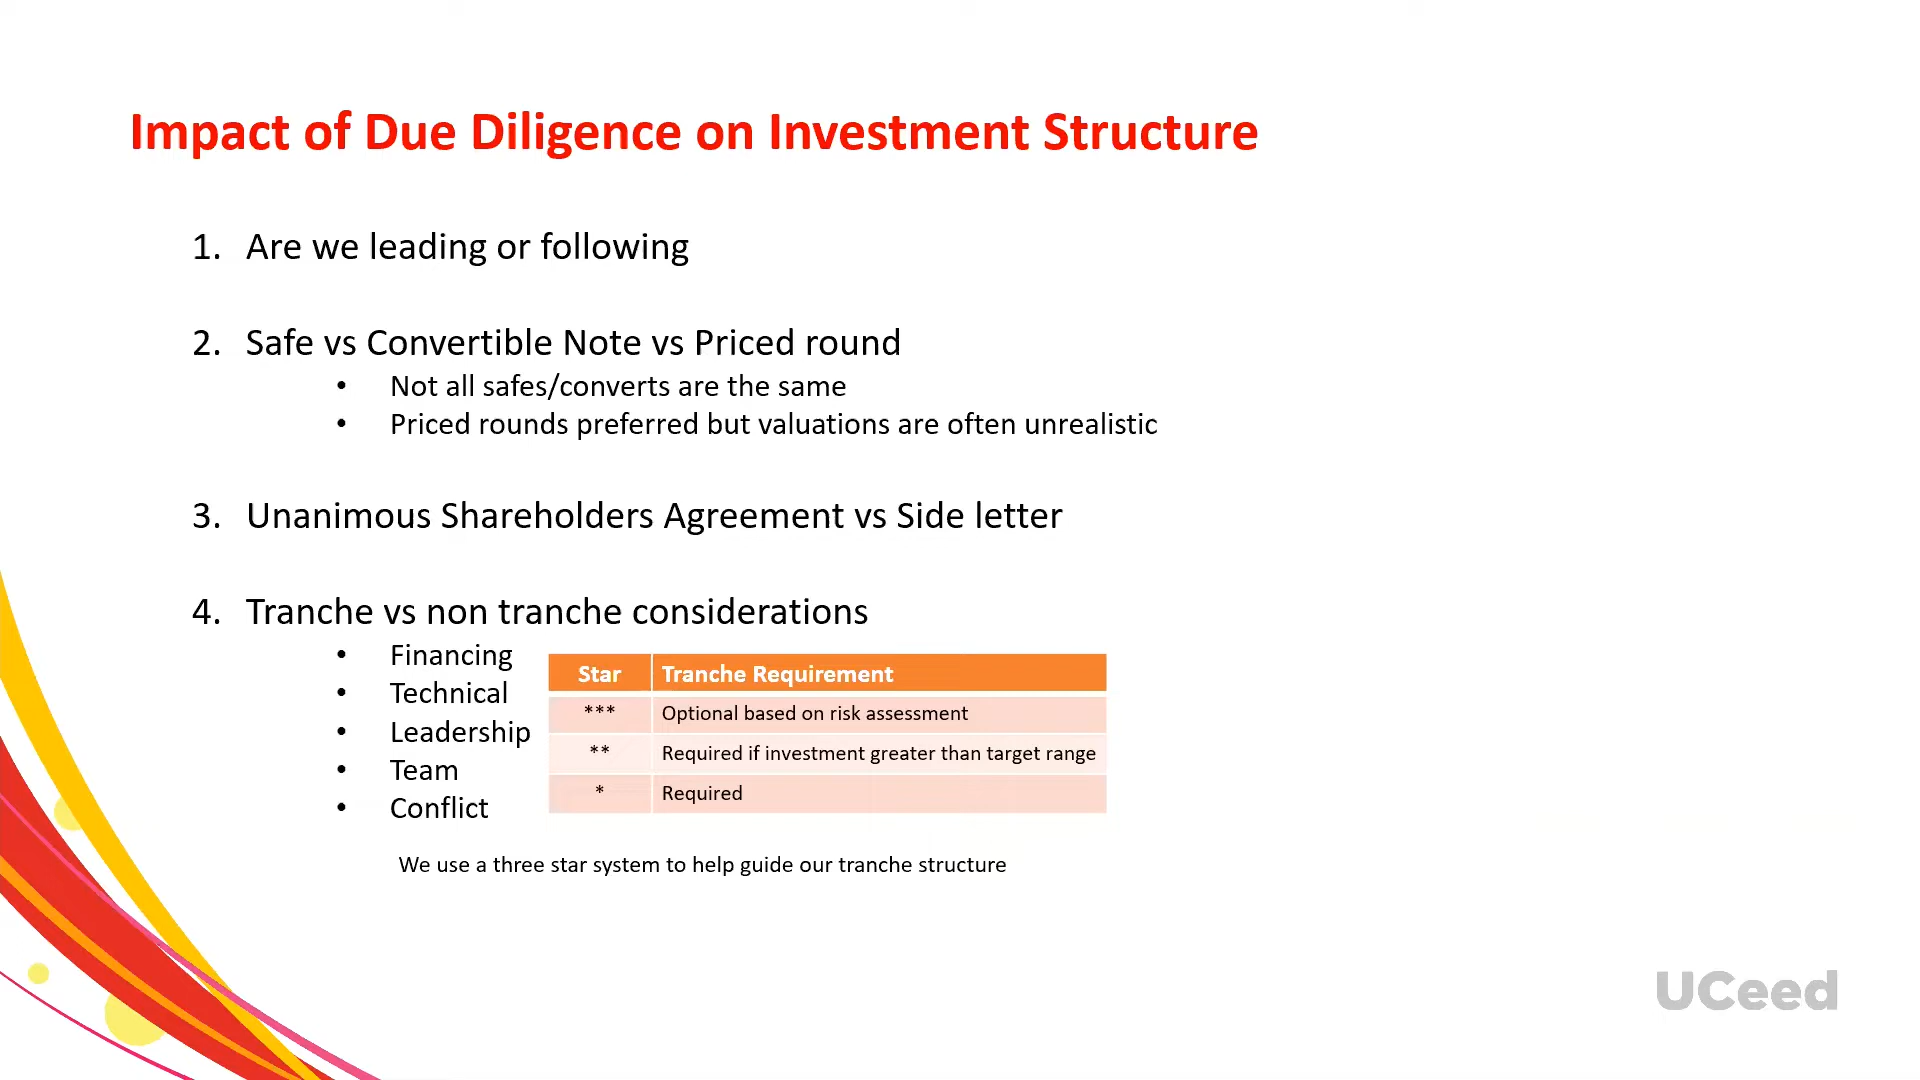 Impact of Due Diligence on Investment Structure
1. Are we leading or following
2. Safe vs Convertible Note vs Priced round
• Not all safes/converts are the same
• Priced rounds preferred but valuations are often unrealistic
3. Unanimous Shareholders Agreement vs Side letter
4. Tranche vs non tranche considerations
• Financing
• Technical
• Leadership
• Team
• Conflict
Star Tranche Requirement
*** Optional based on risk assessment
** Required if investment greater than target range
* Required
We use a three star system to help guide our tranche structure
UCeed